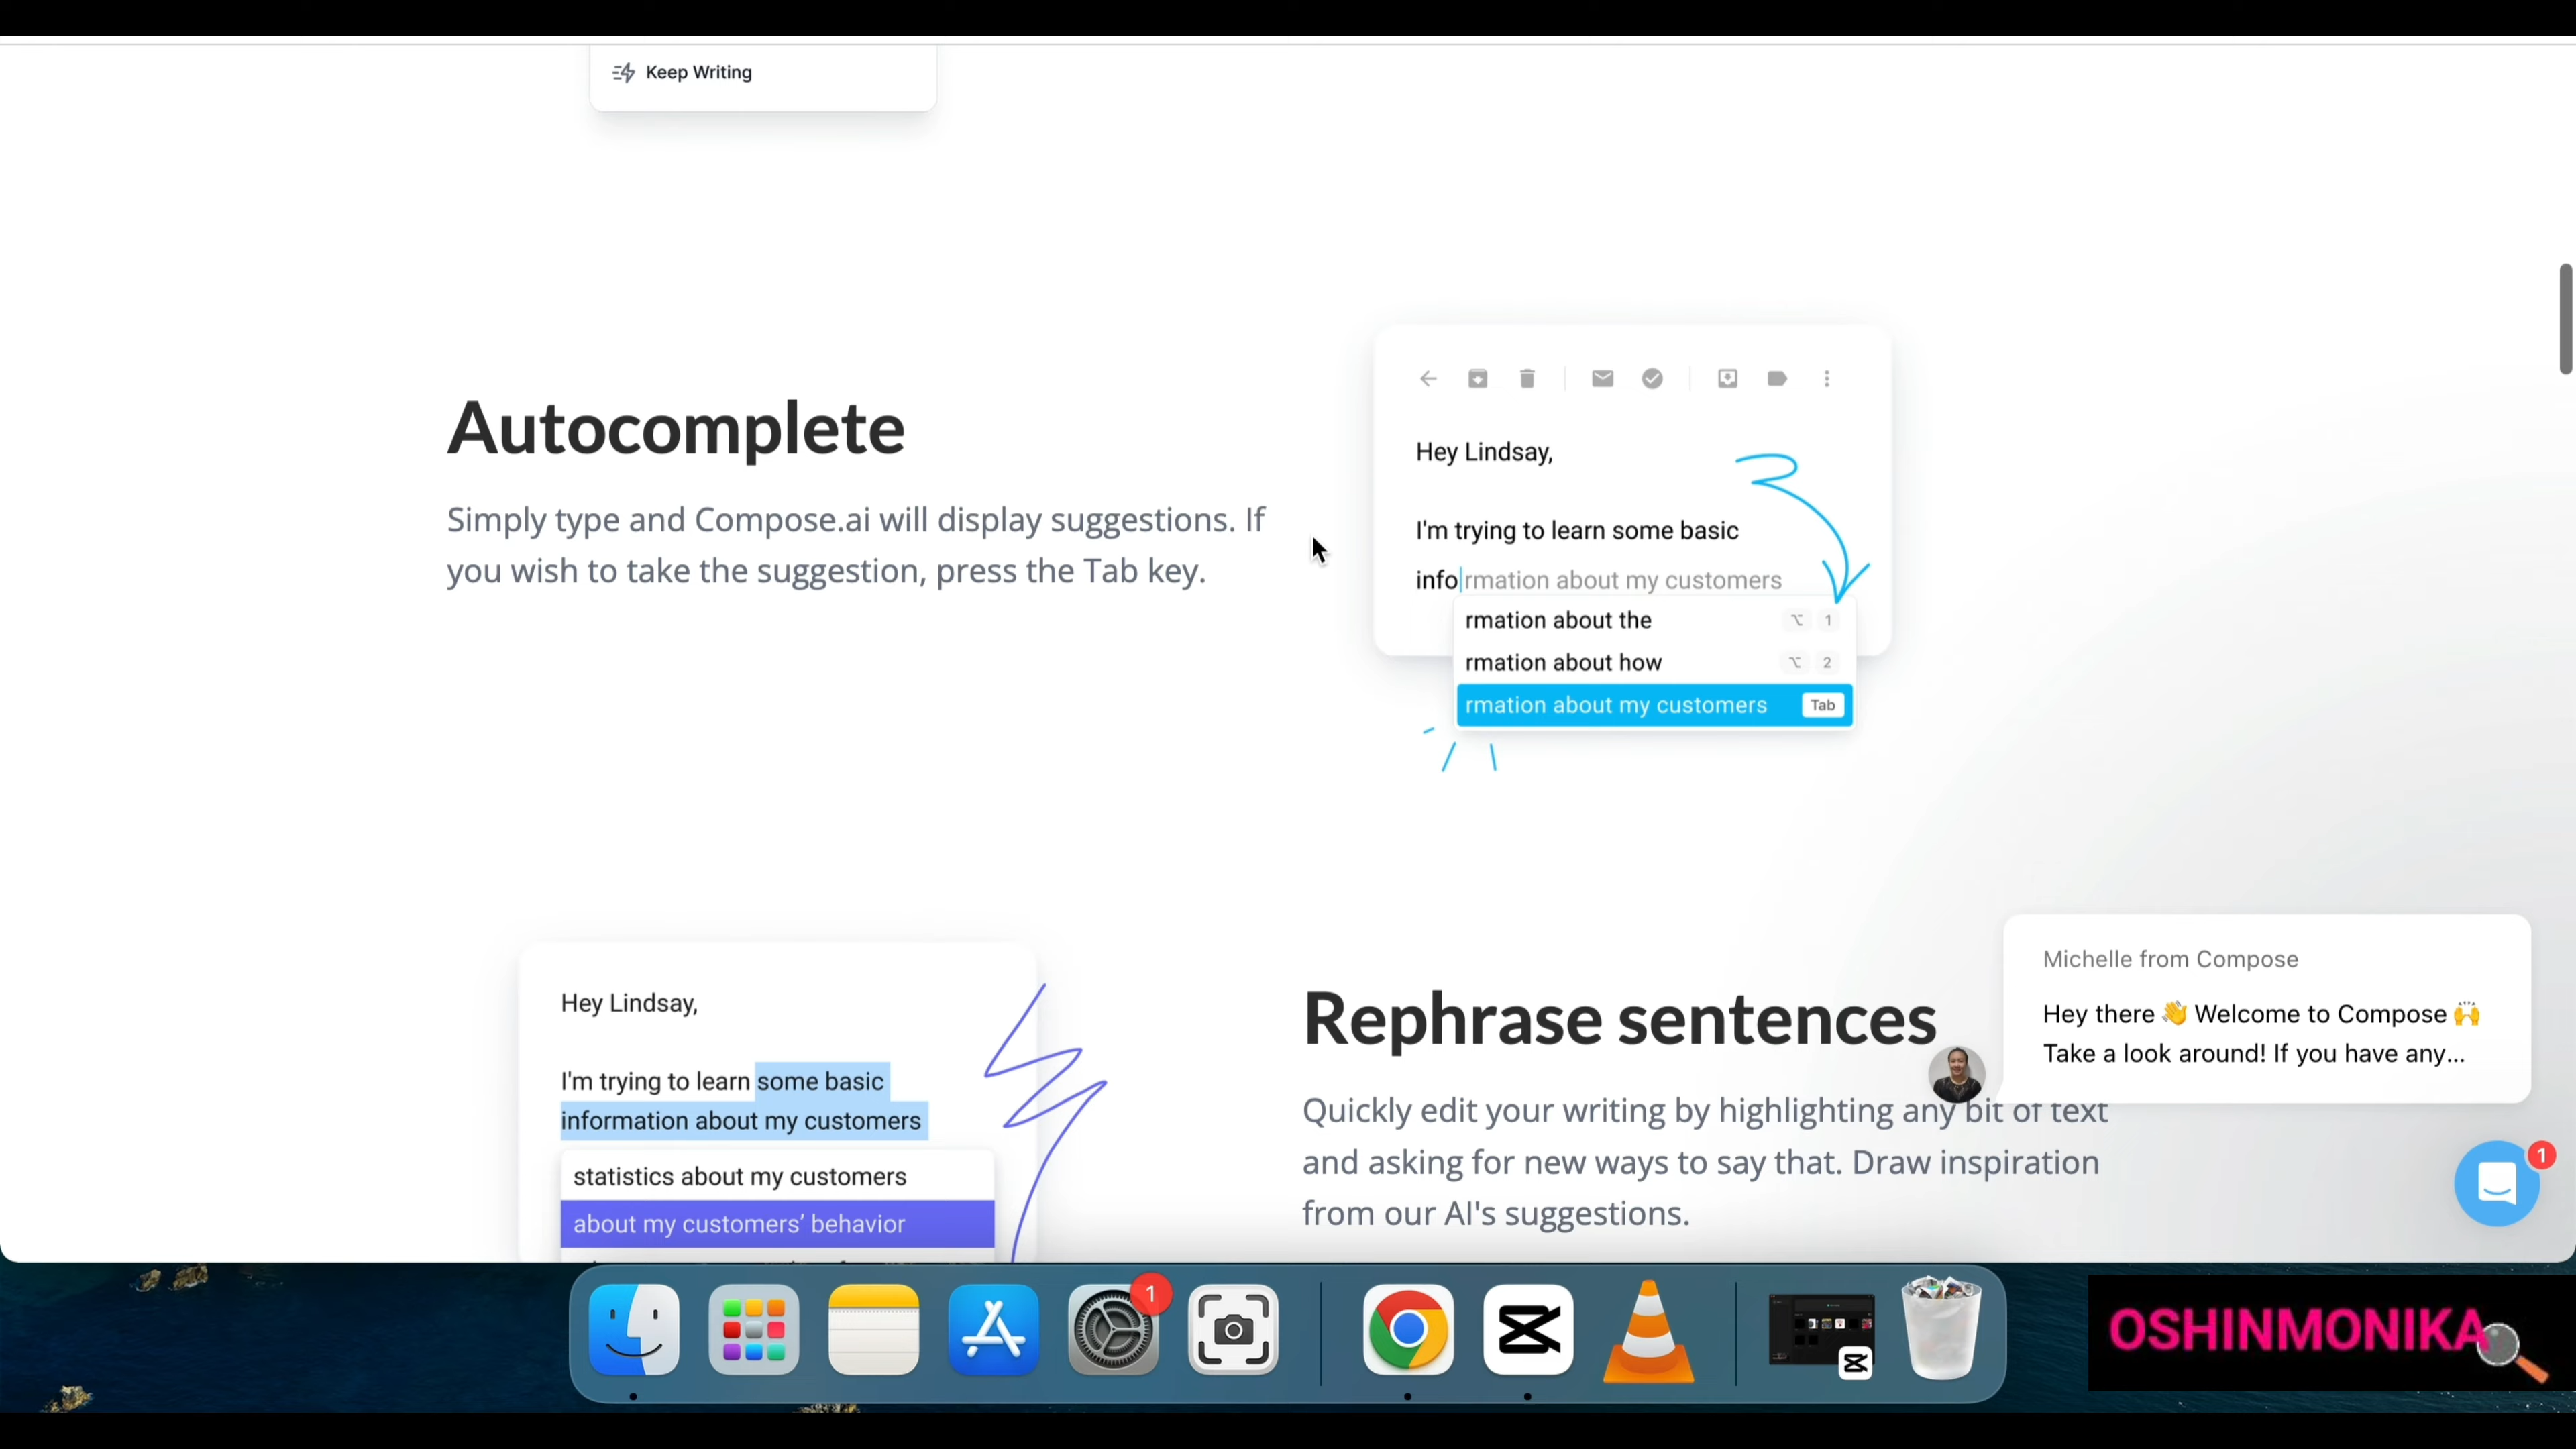 Keep Writing
Autocomplete
Simply type and Compose.ai will display suggestions. If
you wish to take the suggestion, press the Tab key.
Hey Lindsay,
I'm trying to learn some basic
information about my customers
rmation about the ⌥ 1
rmation about how ⌥ 2
rmation about my customers Tab
Hey Lindsay,
I'm trying to learn some basic
information about my customers
statistics about my customers
about my customers’ behavior
Rephrase sentences
Quickly edit your writing by highlighting any bit of text
and asking for new ways to say that. Draw inspiration
from our AI's suggestions.
Michelle from Compose
Hey there 👋 Welcome to Compose 🙌
Take a look around! If you have any...
1
1
OSHINMONIKA